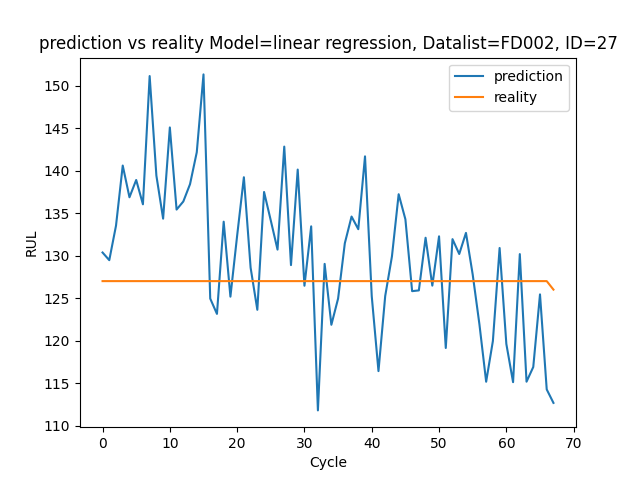 prediction vs reality Model=linear regression, Datalist=FD002, ID=27
prediction
reality
RUL
150
145
140
135
130
125
120
115
110
0 10 20 30 40 50 60 70
Cycle